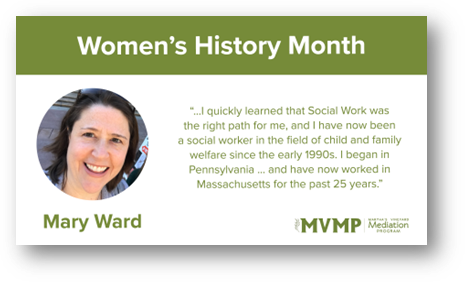 Women's History Month
"...I quickly learned that Social Work was
the right path for me, and I have now been
a social worker in the field of child and family
welfare since the early 1990s. I began in
Pennsylvania ... and have now worked in
Massachusetts for the past 25 years."
Mary Ward
the MVMP
MARTHA'S VINEYARD
Mediation
PROGRAM